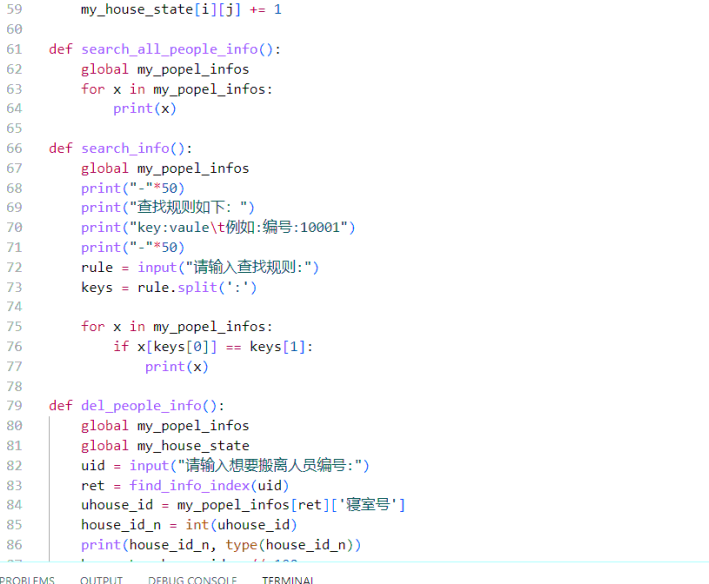 59 my_house_state[i][j] += 1
60
61 def search_all_people_info():
62 global my_popel_infos
63 for x in my_popel_infos:
64 print(x)
65
66 def search_info():
67 global my_popel_infos
68 print("-"*50)
69 print("查找规则如下: ")
70 print("key:vaule\t例如:编号:10001")
71 print("-"*50)
72 rule = input("请输入查找规则:")
73 keys = rule.split(':')
74
75 for x in my_popel_infos:
76 if x[keys[0]] == keys[1]:
77 print(x)
78
79 def del_people_info():
80 global my_popel_infos
81 global my_house_state
82 uid = input("请输入想要搬离人员编号:")
83 ret = find_info_index(uid)
84 uhouse_id = my_popel_infos[ret]['寝室号']
85 house_id_n = int(uhouse_id)
86 print(house_id_n, type(house_id_n))
PROBLEMS OUTPUT DEBUG CONSOLE TERMINAL